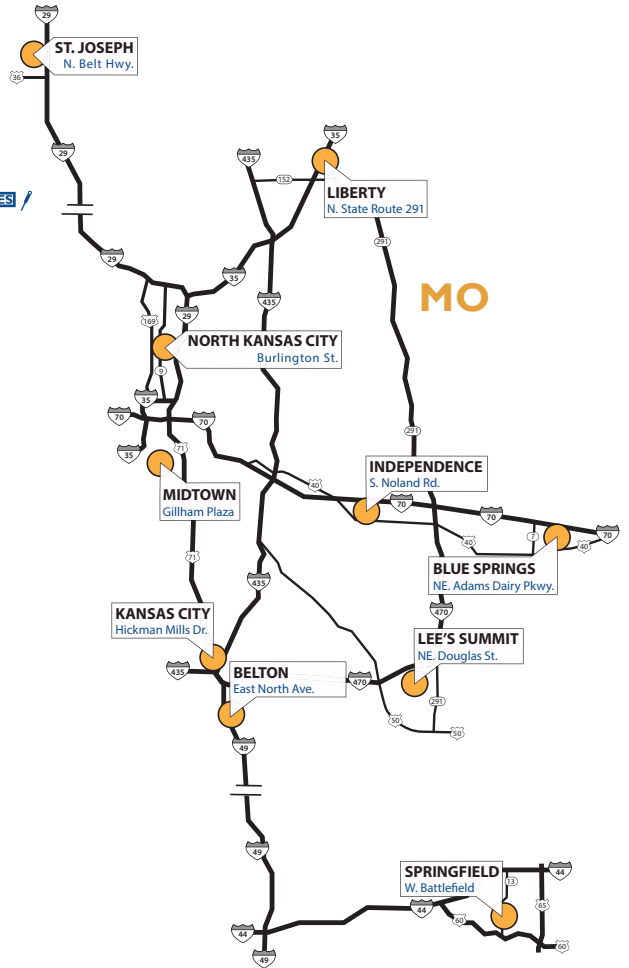 29
ST. JOSEPH
N. Belt Hwy.
36
29
35
435
152
LIBERTY
N. State Route 291
ES
291
29
35
MO
435
29
169
NORTH KANSAS CITY
Burlington St.
9
35
70
70
291
35
71
INDEPENDENCE
S. Noland Rd.
MIDTOWN
Gillham Plaza
40
70
70
70
40
7
40
71
BLUE SPRINGS
NE. Adams Dairy Pkwy.
435
KANSAS CITY
Hickman Mills Dr.
470
LEE'S SUMMIT
NE. Douglas St.
435
BELTON
East North Ave.
470
291
50
50
49
49
SPRINGFIELD
W. Battlefield
44
13
65
44
60
44
60
49